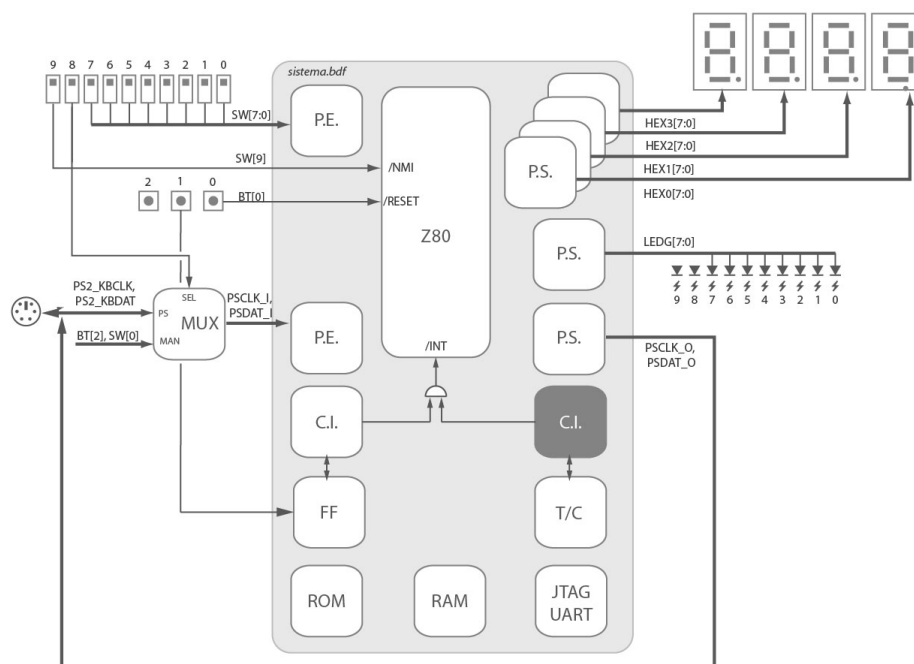 sistema.bdf
9 8 7 6 5 4 3 2 1 0
SW[7:0]
P.E.
SW[9]
/NMI
2 1 0
BT[0]
/RESET
Z80
/INT
P.S.
HEX3[7:0]
HEX2[7:0]
HEX1[7:0]
HEX0[7:0]
P.S.
LEDG[7:0]
9 8 7 6 5 4 3 2 1 0
PS2_KBCLK,
PS2_KBDAT
SEL
PS
MUX
MAN
BT[2], SW[0]
PSCLK_I,
PSDAT_I
P.E.
P.S.
PSCLK_O,
PSDAT_O
C.I.
C.I.
FF
T/C
ROM
RAM
JTAG
UART